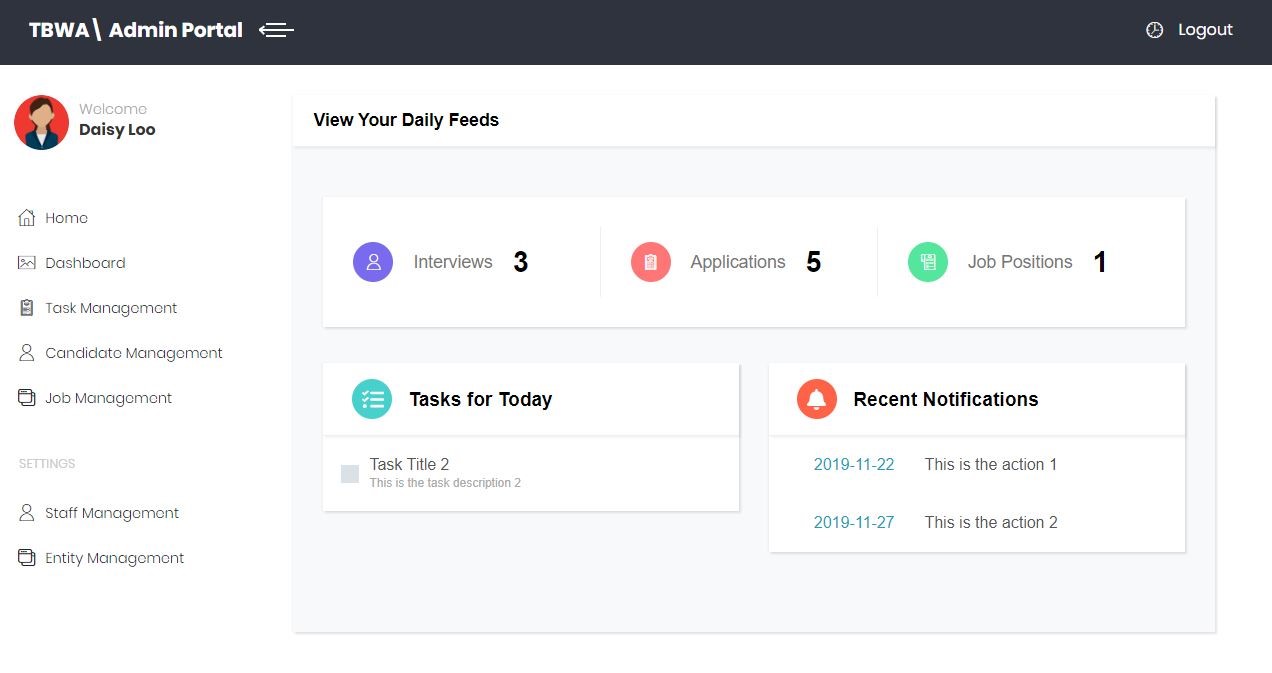 TBWA\ Admin Portal
Logout
Welcome
Daisy Loo
Home
Dashboard
Task Management
Candidate Management
Job Management
SETTINGS
Staff Management
Entity Management
View Your Daily Feeds
Interviews 3
Applications 5
Job Positions 1
Tasks for Today
Task Title 2
This is the task description 2
Recent Notifications
2019-11-22 This is the action 1
2019-11-27 This is the action 2